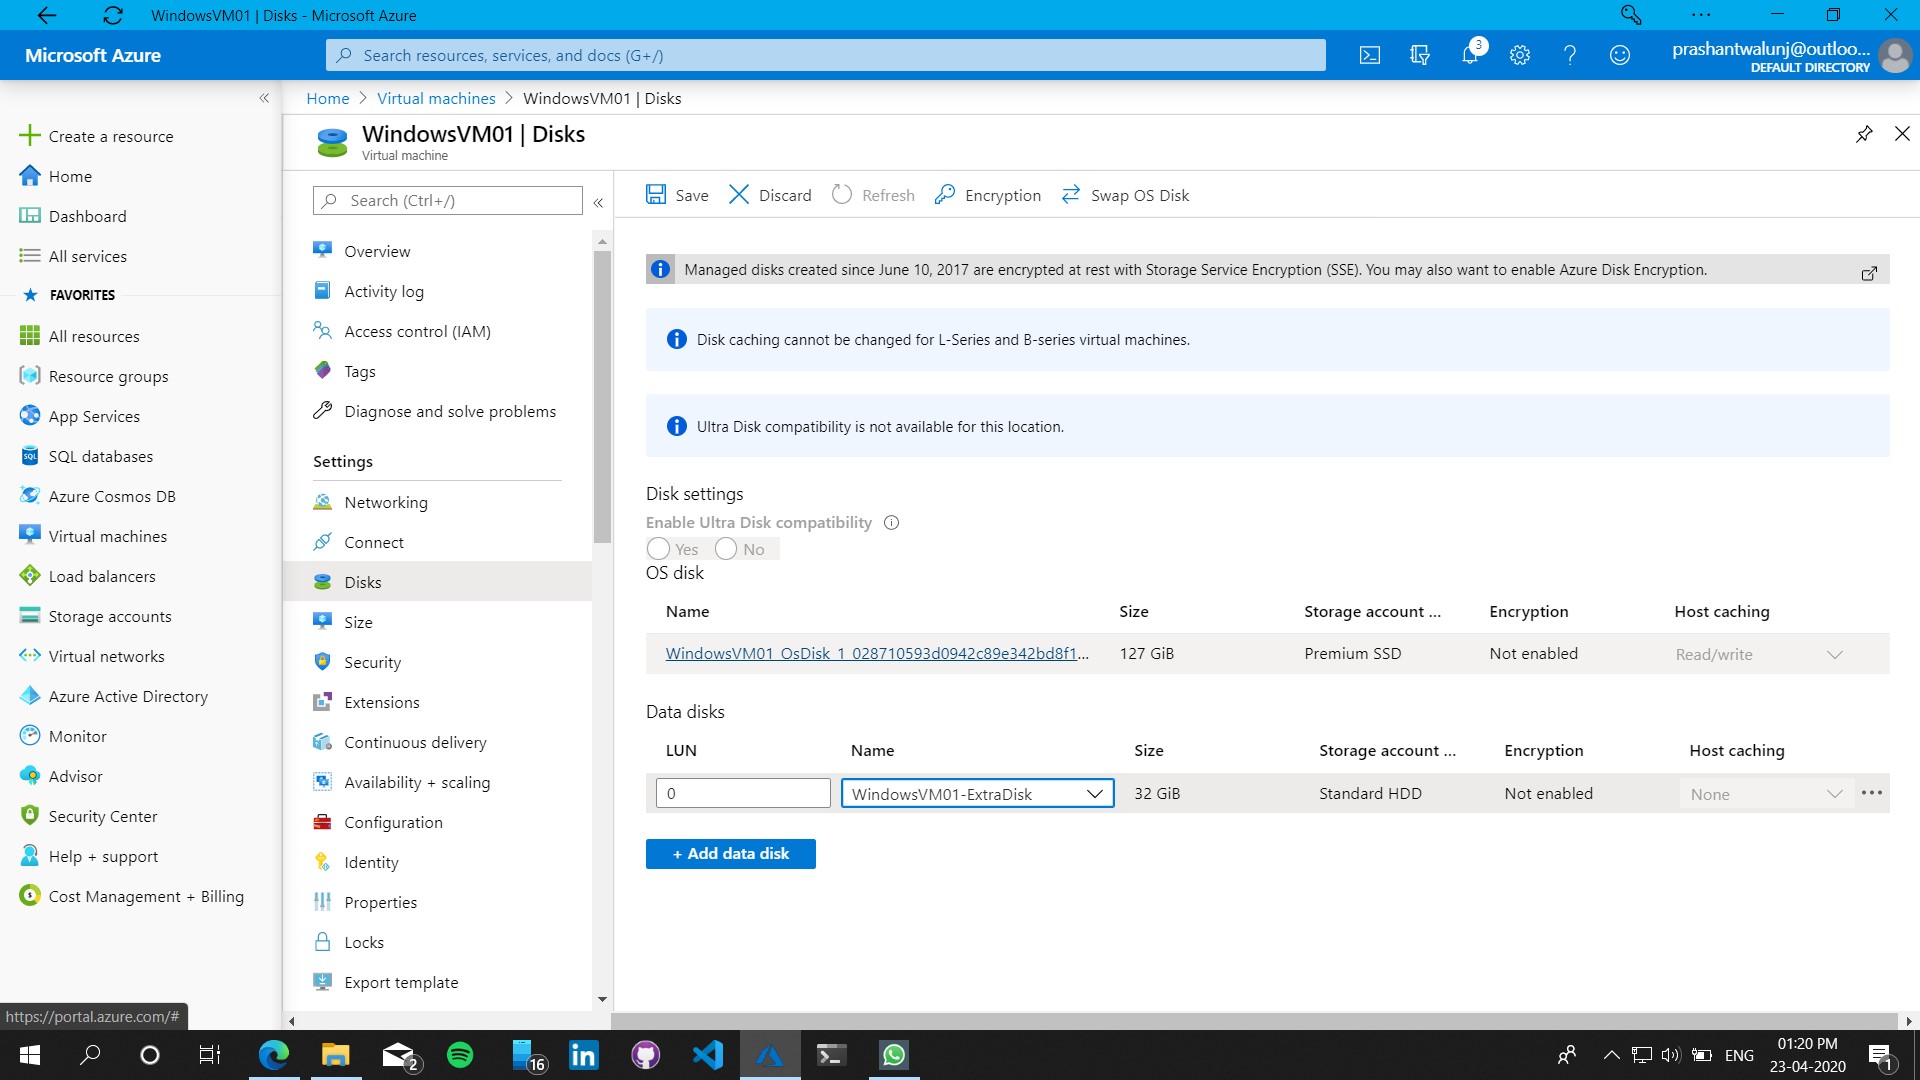 WindowsVM01 | Disks - Microsoft Azure
Microsoft Azure
Search resources, services, and docs (G+/)
3
prashantwalunj@outloo...
DEFAULT DIRECTORY
Create a resource
Home
Dashboard
All services
FAVORITES
All resources
Resource groups
App Services
SQL databases
Azure Cosmos DB
Virtual machines
Load balancers
Storage accounts
Virtual networks
Azure Active Directory
Monitor
Advisor
Security Center
Help + support
Cost Management + Billing
https://portal.azure.com/#
Home > Virtual machines > WindowsVM01 | Disks
WindowsVM01 | Disks
Virtual machine
Search (Ctrl+/)
Overview
Activity log
Access control (IAM)
Tags
Diagnose and solve problems
Settings
Networking
Connect
Disks
Size
Security
Extensions
Continuous delivery
Availability + scaling
Configuration
Identity
Properties
Locks
Export template
Save Discard Refresh Encryption Swap OS Disk
Managed disks created since June 10, 2017 are encrypted at rest with Storage Service Encryption (SSE). You may also want to enable Azure Disk Encryption.
Disk caching cannot be changed for L-Series and B-series virtual machines.
Ultra Disk compatibility is not available for this location.
Disk settings
Enable Ultra Disk compatibility
Yes No
OS disk
Name Size Storage account ... Encryption Host caching
WindowsVM01_OsDisk_1_028710593d0942c89e342bd8f1... 127 GiB Premium SSD Not enabled Read/write
Data disks
LUN Name Size Storage account ... Encryption Host caching
0 WindowsVM01-ExtraDisk 32 GiB Standard HDD Not enabled None
+ Add data disk
2
16
ENG
01:20 PM
23-04-2020
1